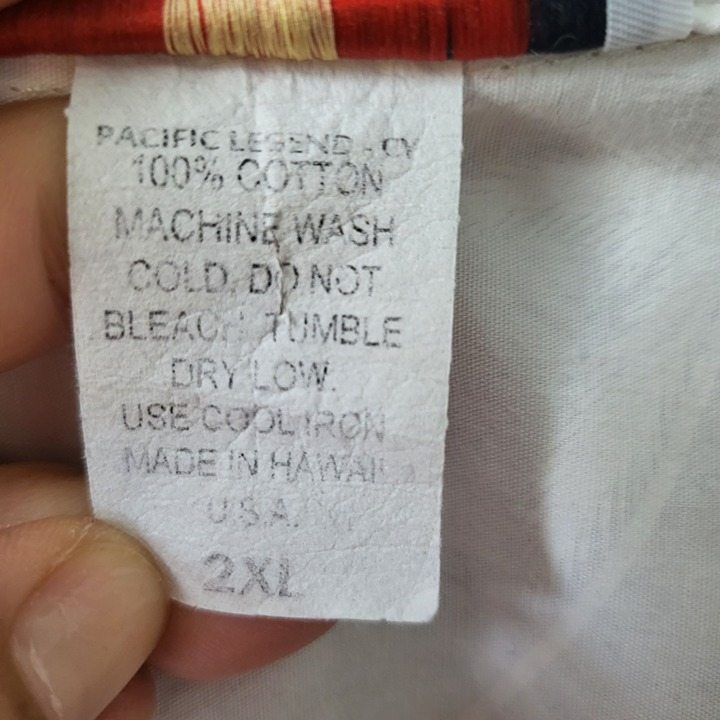 PACIFIC LEGEND - CY
100% COTTON
MACHINE WASH
COLD. DO NOT
BLEACH. TUMBLE
DRY LOW.
USE COOL IRON
MADE IN HAWAII
U.S.A.
2XL